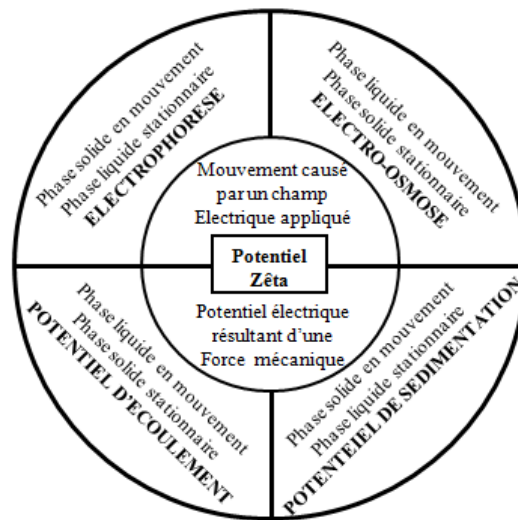 Phase solide en mouvement
Phase liquide stationnaire
ELECTROPHORESE
Phase liquide en mouvement
Phase solide stationnaire
ELECTRO-OSMOSE
Mouvement causé
par un champ
Electrique appliqué
Potentiel
Zêta
Potentiel électrique
résultant d'une
Force mécanique
Phase liquide en mouvement
Phase solide stationnaire
POTENTIEL D'ECOULEMENT
Phase solide en mouvement
Phase liquide stationnaire
POTENTEIEL DE SEDIMENTATION